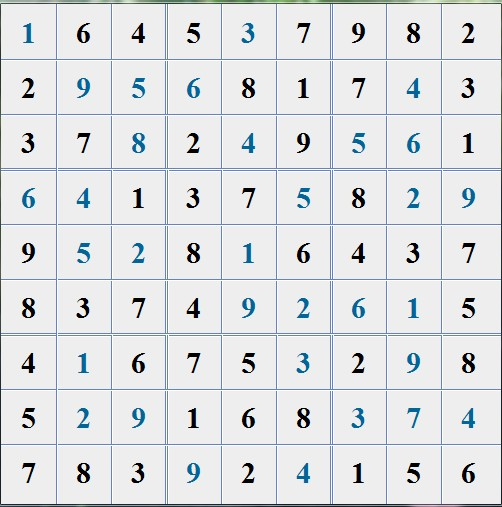 1 6 4 5 3 7 9 8 2
2 9 5 6 8 1 7 4 3
3 7 8 2 4 9 5 6 1
6 4 1 3 7 5 8 2 9
9 5 2 8 1 6 4 3 7
8 3 7 4 9 2 6 1 5
4 1 6 7 5 3 2 9 8
5 2 9 1 6 8 3 7 4
7 8 3 9 2 4 1 5 6